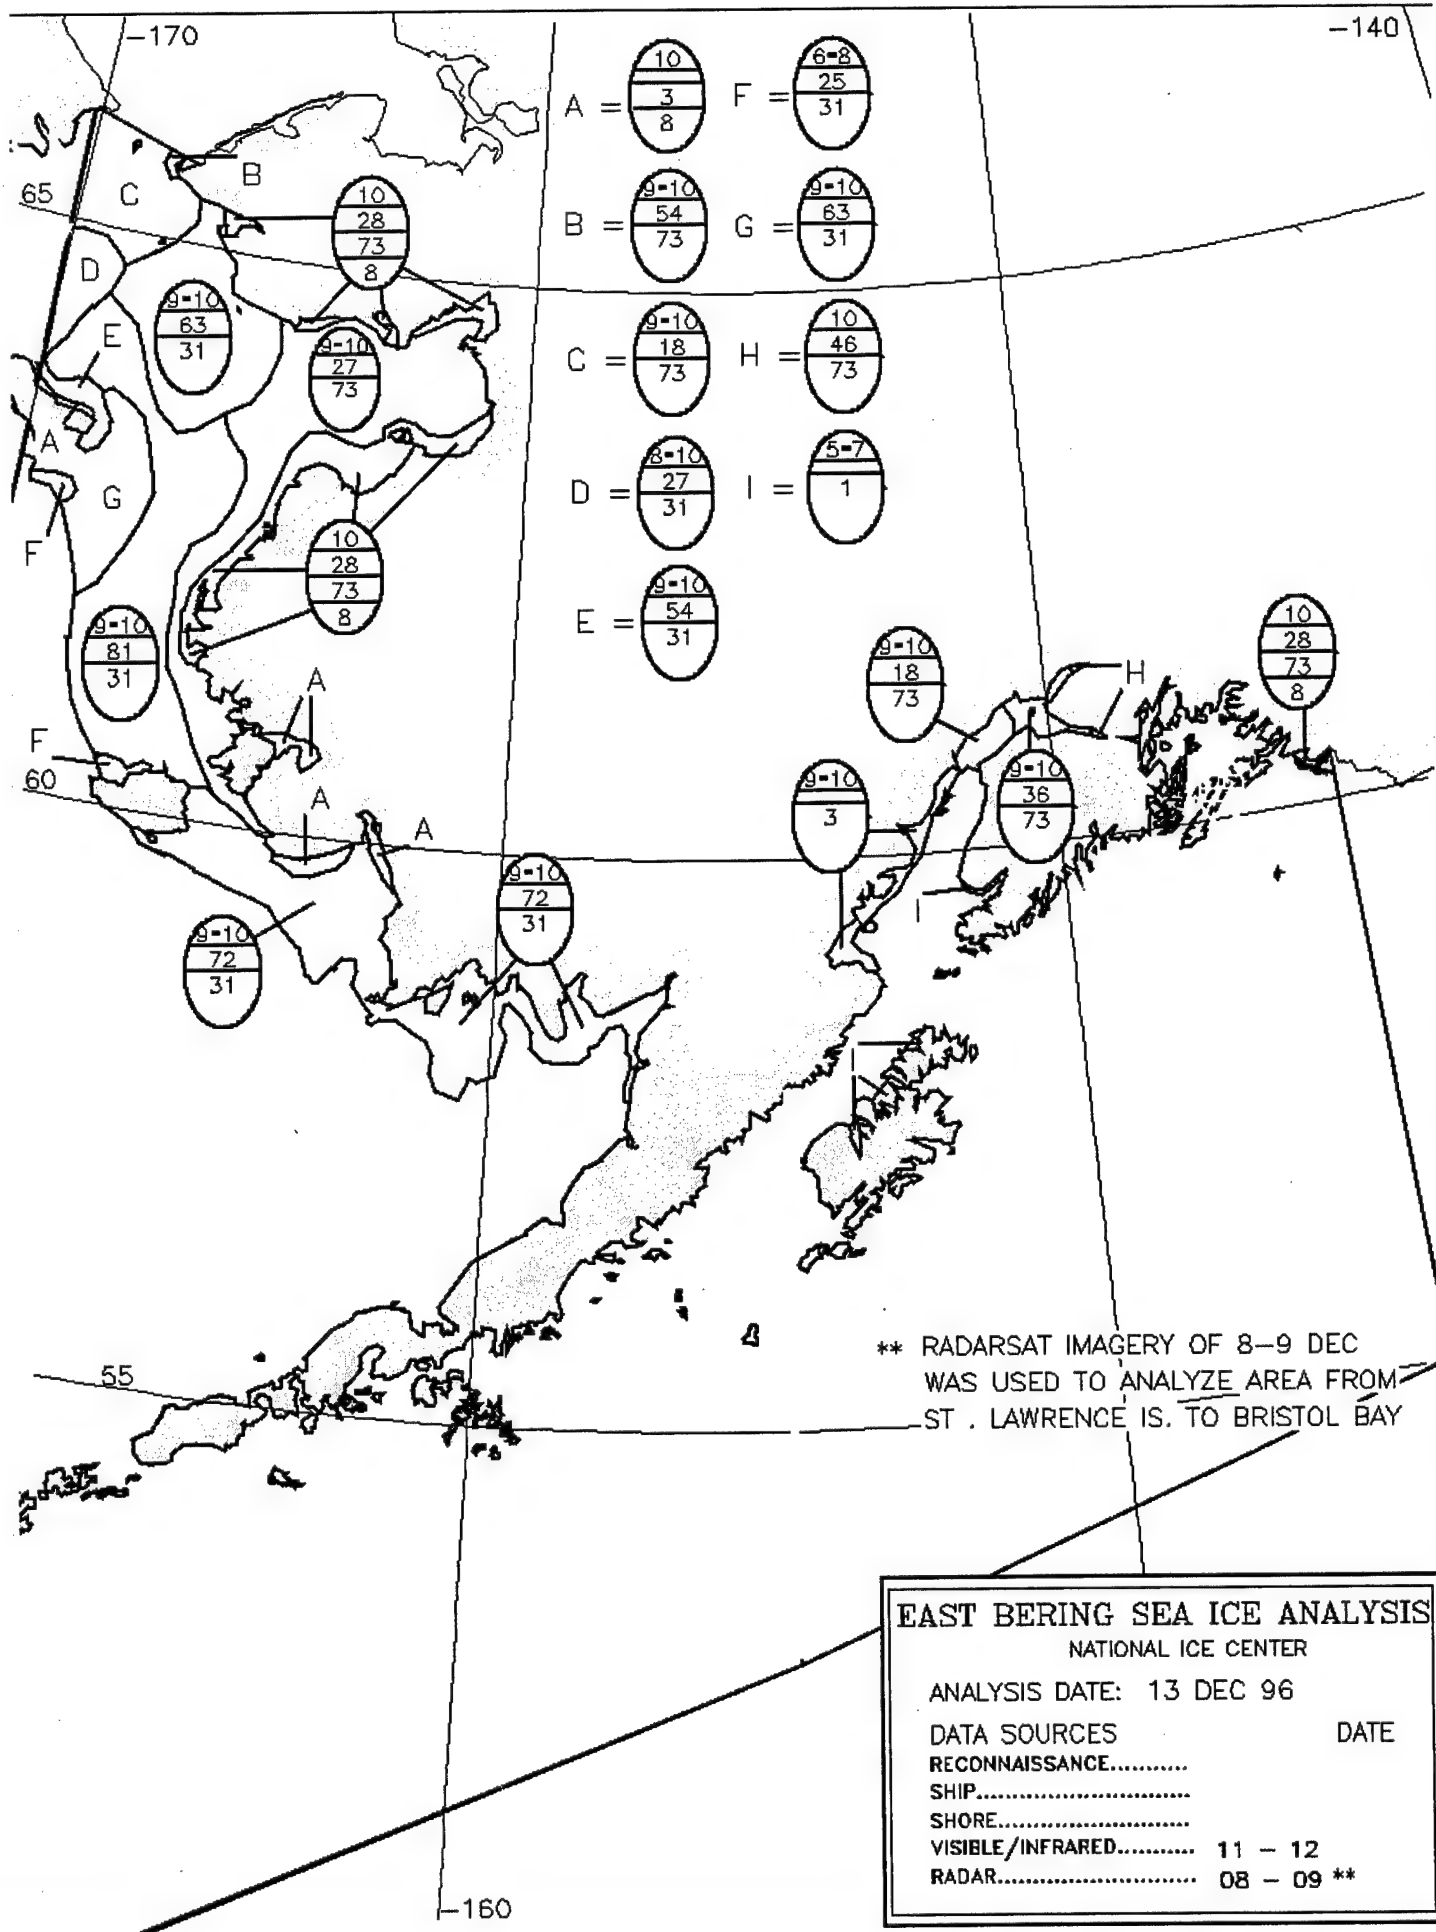 -170
-140
A =
10
3
8
F =
6-8
25
31
B =
9-10
54
73
G =
9-10
63
31
C =
9-10
18
73
H =
10
46
73
D =
8-10
27
31
I =
5-7
1
E =
9-10
54
31
65
C
B
10
28
73
8
D
9-10
63
31
E
9-10
27
73
A
G
F
10
28
73
8
9-10
81
31
A
9-10
18
73
H
10
28
73
8
F
60
A
A
9-10
3
9-10
36
73
9-10
72
31
9-10
72
31
I
I
55
** RADARSAT IMAGERY OF 8-9 DEC
WAS USED TO ANALYZE AREA FROM
ST . LAWRENCE IS. TO BRISTOL BAY
EAST BERING SEA ICE ANALYSIS
NATIONAL ICE CENTER
ANALYSIS DATE: 13 DEC 96
DATA SOURCES DATE
RECONNAISSANCE...........
SHIP..............................
SHORE...........................
VISIBLE/INFRARED........... 11 - 12
RADAR............................ 08 - 09 **
-160